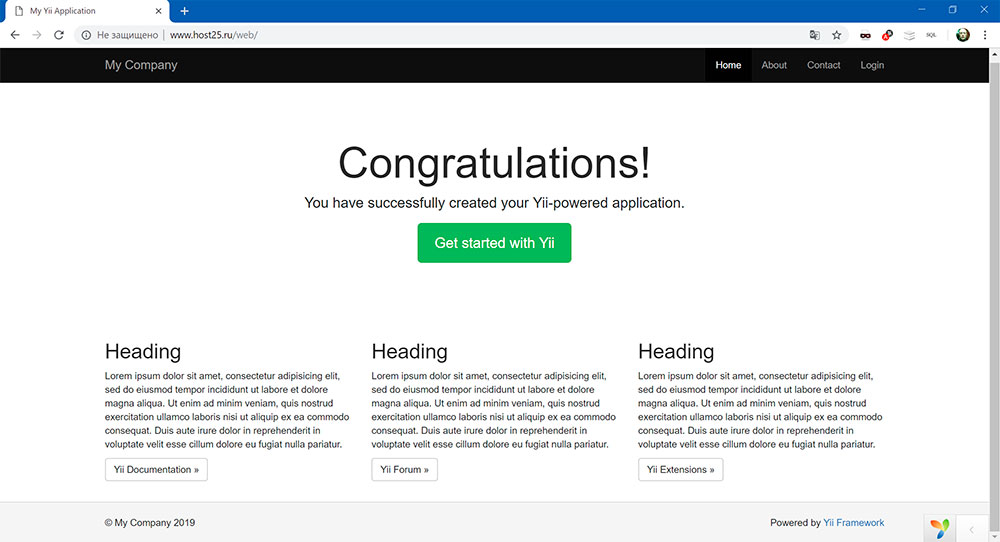 My Yii Application
Не защищено | www.host25.ru/web/
SQL
My Company
Home About Contact Login
Congratulations!
You have successfully created your Yii-powered application.
Get started with Yii
Heading
Lorem ipsum dolor sit amet, consectetur adipisicing elit,
sed do eiusmod tempor incididunt ut labore et dolore
magna aliqua. Ut enim ad minim veniam, quis nostrud
exercitation ullamco laboris nisi ut aliquip ex ea commodo
consequat. Duis aute irure dolor in reprehenderit in
voluptate velit esse cillum dolore eu fugiat nulla pariatur.
Yii Documentation »
Heading
Lorem ipsum dolor sit amet, consectetur adipisicing elit,
sed do eiusmod tempor incididunt ut labore et dolore
magna aliqua. Ut enim ad minim veniam, quis nostrud
exercitation ullamco laboris nisi ut aliquip ex ea commodo
consequat. Duis aute irure dolor in reprehenderit in
voluptate velit esse cillum dolore eu fugiat nulla pariatur.
Yii Forum »
Heading
Lorem ipsum dolor sit amet, consectetur adipisicing elit,
sed do eiusmod tempor incididunt ut labore et dolore
magna aliqua. Ut enim ad minim veniam, quis nostrud
exercitation ullamco laboris nisi ut aliquip ex ea commodo
consequat. Duis aute irure dolor in reprehenderit in
voluptate velit esse cillum dolore eu fugiat nulla pariatur.
Yii Extensions »
© My Company 2019
Powered by Yii Framework